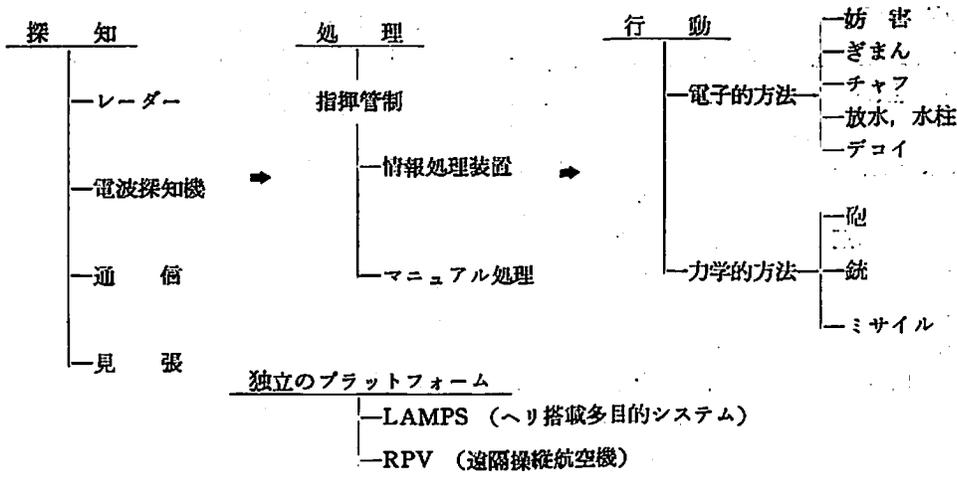 探　知
レーダー
電波探知機
通　信
見　張
処　理
指揮管制
情報処理装置
マニュアル処理
行　動
電子的方法
妨　害
ぎまん
チャフ
放水，水柱
デコイ
力学的方法
砲
銃
ミサイル
独立のプラットフォーム
LAMPS（ヘリ搭載多目的システム）
RPV（遠隔操縦航空機）